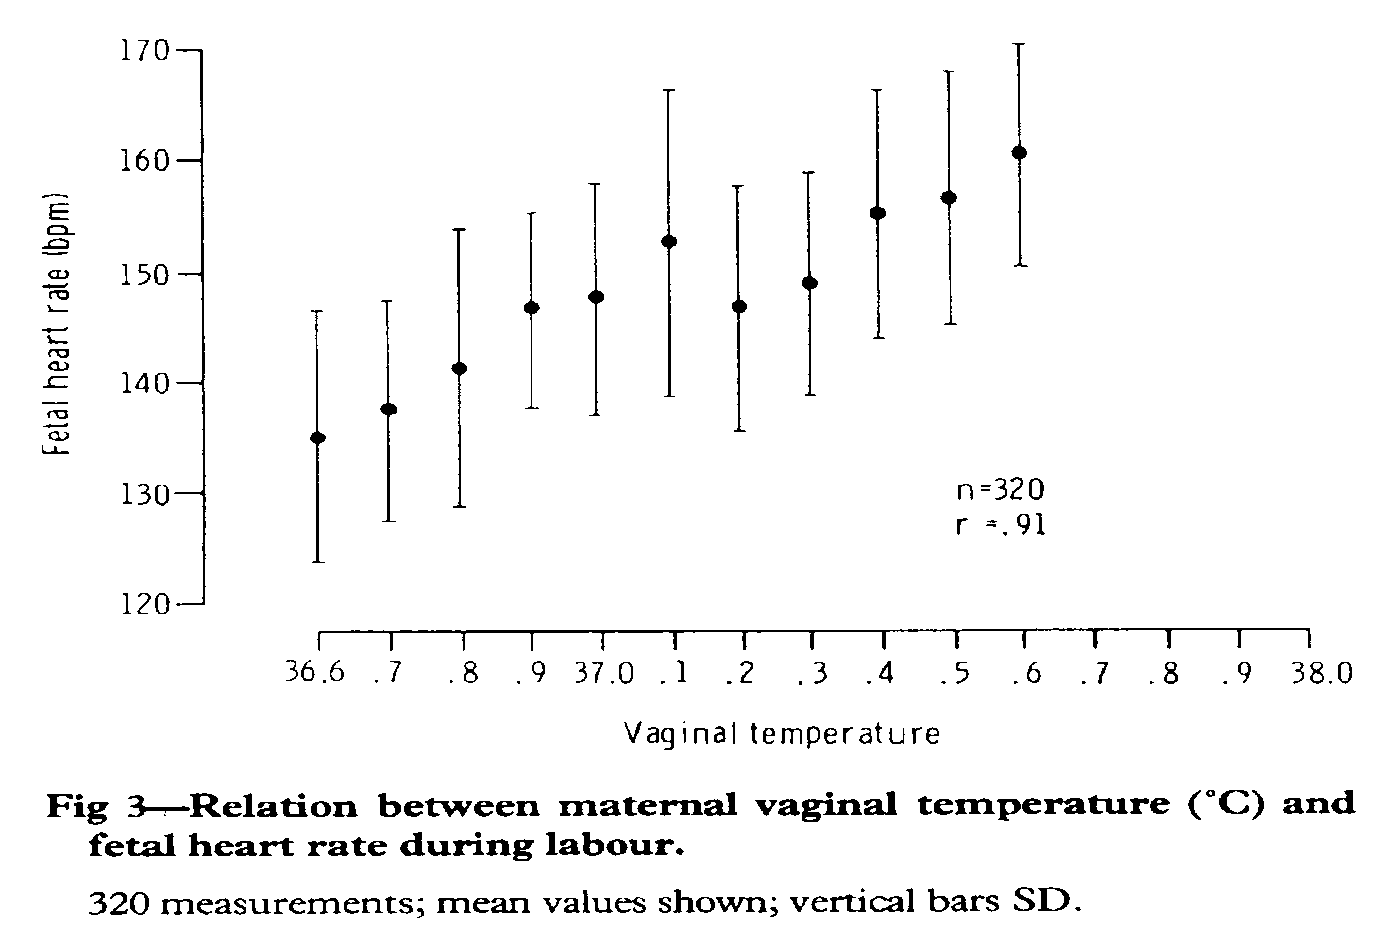 170
160
150
140
130
120
Fetal heart rate (bpm)
n=320
r =.91
36.6 .7 .8 .9 37.0 .1 .2 .3 .4 .5 .6 .7 .8 .9 38.0
Vaginal temperature
Fig 3—Relation between maternal vaginal temperature (°C) and
fetal heart rate during labour.
320 measurements; mean values shown; vertical bars SD.